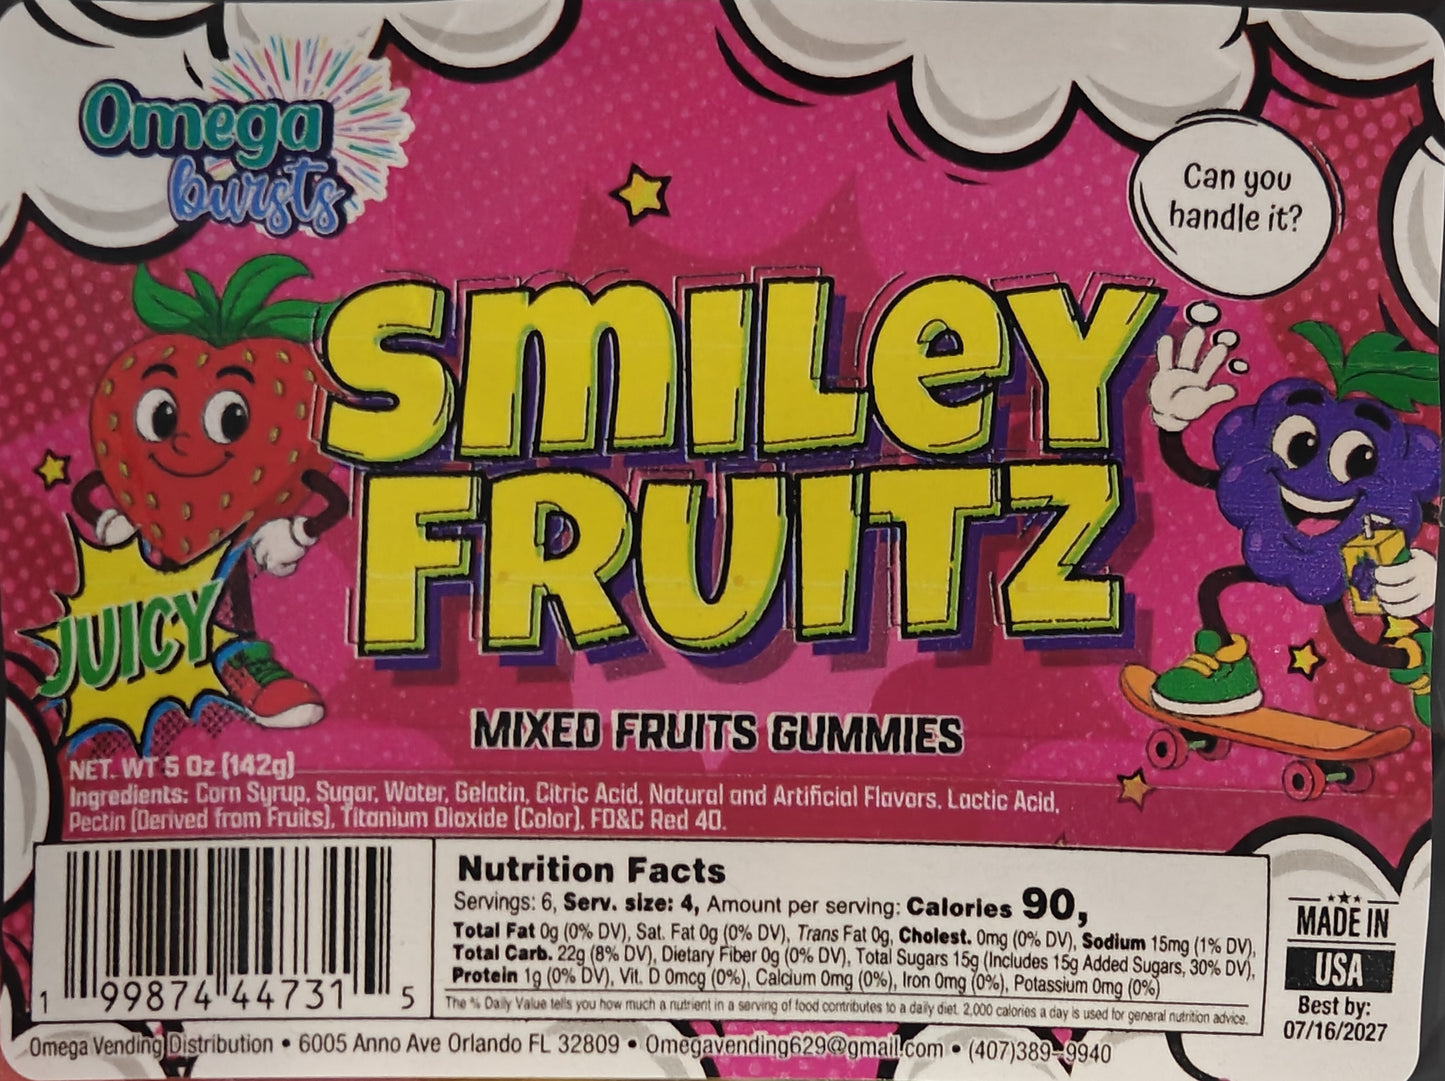 Omega
bursts
Can you
handle it?
SMILeY
FRUITZ
JUICY
MIXED FRUITS GUMMIES
NET. WT 5 Oz (142g)
Ingredients: Corn Syrup, Sugar, Water, Gelatin, Citric Acid, Natural and Artificial Flavors, Lactic Acid,
Pectin (Derived from Fruits), Titanium Dioxide (Color), FD&C Red 40.
Nutrition Facts
Servings: 6, Serv. size: 4, Amount per serving: Calories 90,
Total Fat 0g (0% DV), Sat. Fat 0g (0% DV), Trans Fat 0g, Cholest. 0mg (0% DV), Sodium 15mg (1% DV),
Total Carb. 22g (8% DV), Dietary Fiber 0g (0% DV), Total Sugars 15g (Includes 15g Added Sugars, 30% DV),
Protein 1g (0% DV), Vit. D 0mcg (0%), Calcium 0mg (0%), Iron 0mg (0%), Potassium 0mg (0%)
The % Daily Value tells you how much a nutrient in a serving of food contributes to a daily diet. 2,000 calories a day is used for general nutrition advice.
1 99874 44731 5
MADE IN
USA
Best by:
07/16/2027
Omega Vending Distribution • 6005 Anno Ave Orlando FL 32809 • Omegavending629@gmail.com • (407)389-9940